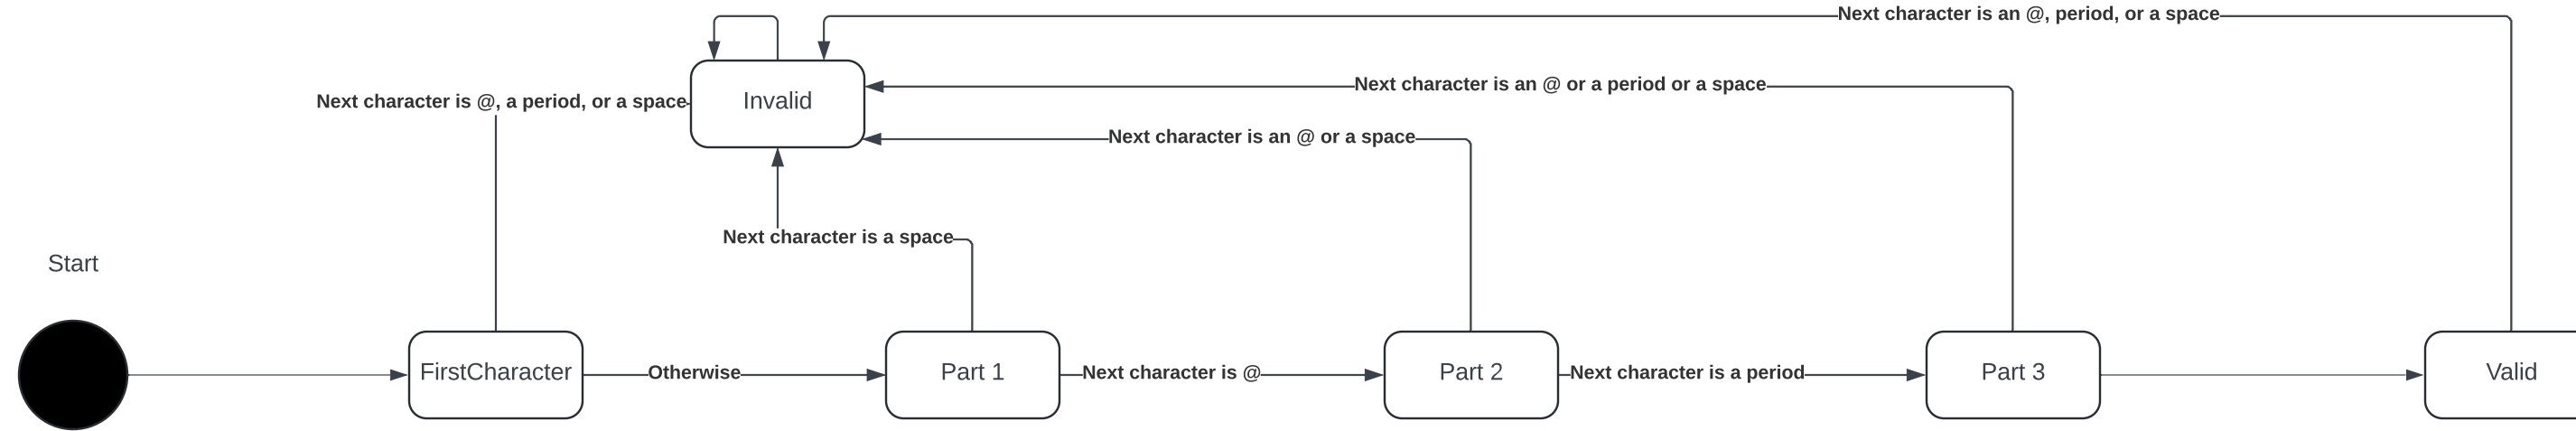 Next character is an @, period, or a space
Next character is an @ or a period or a space
Invalid
Next character is @, a period, or a space
Next character is an @ or a space
Next character is a space
Start
FirstCharacter
Otherwise
Part 1
Next character is @
Part 2
Next character is a period
Part 3
Valid